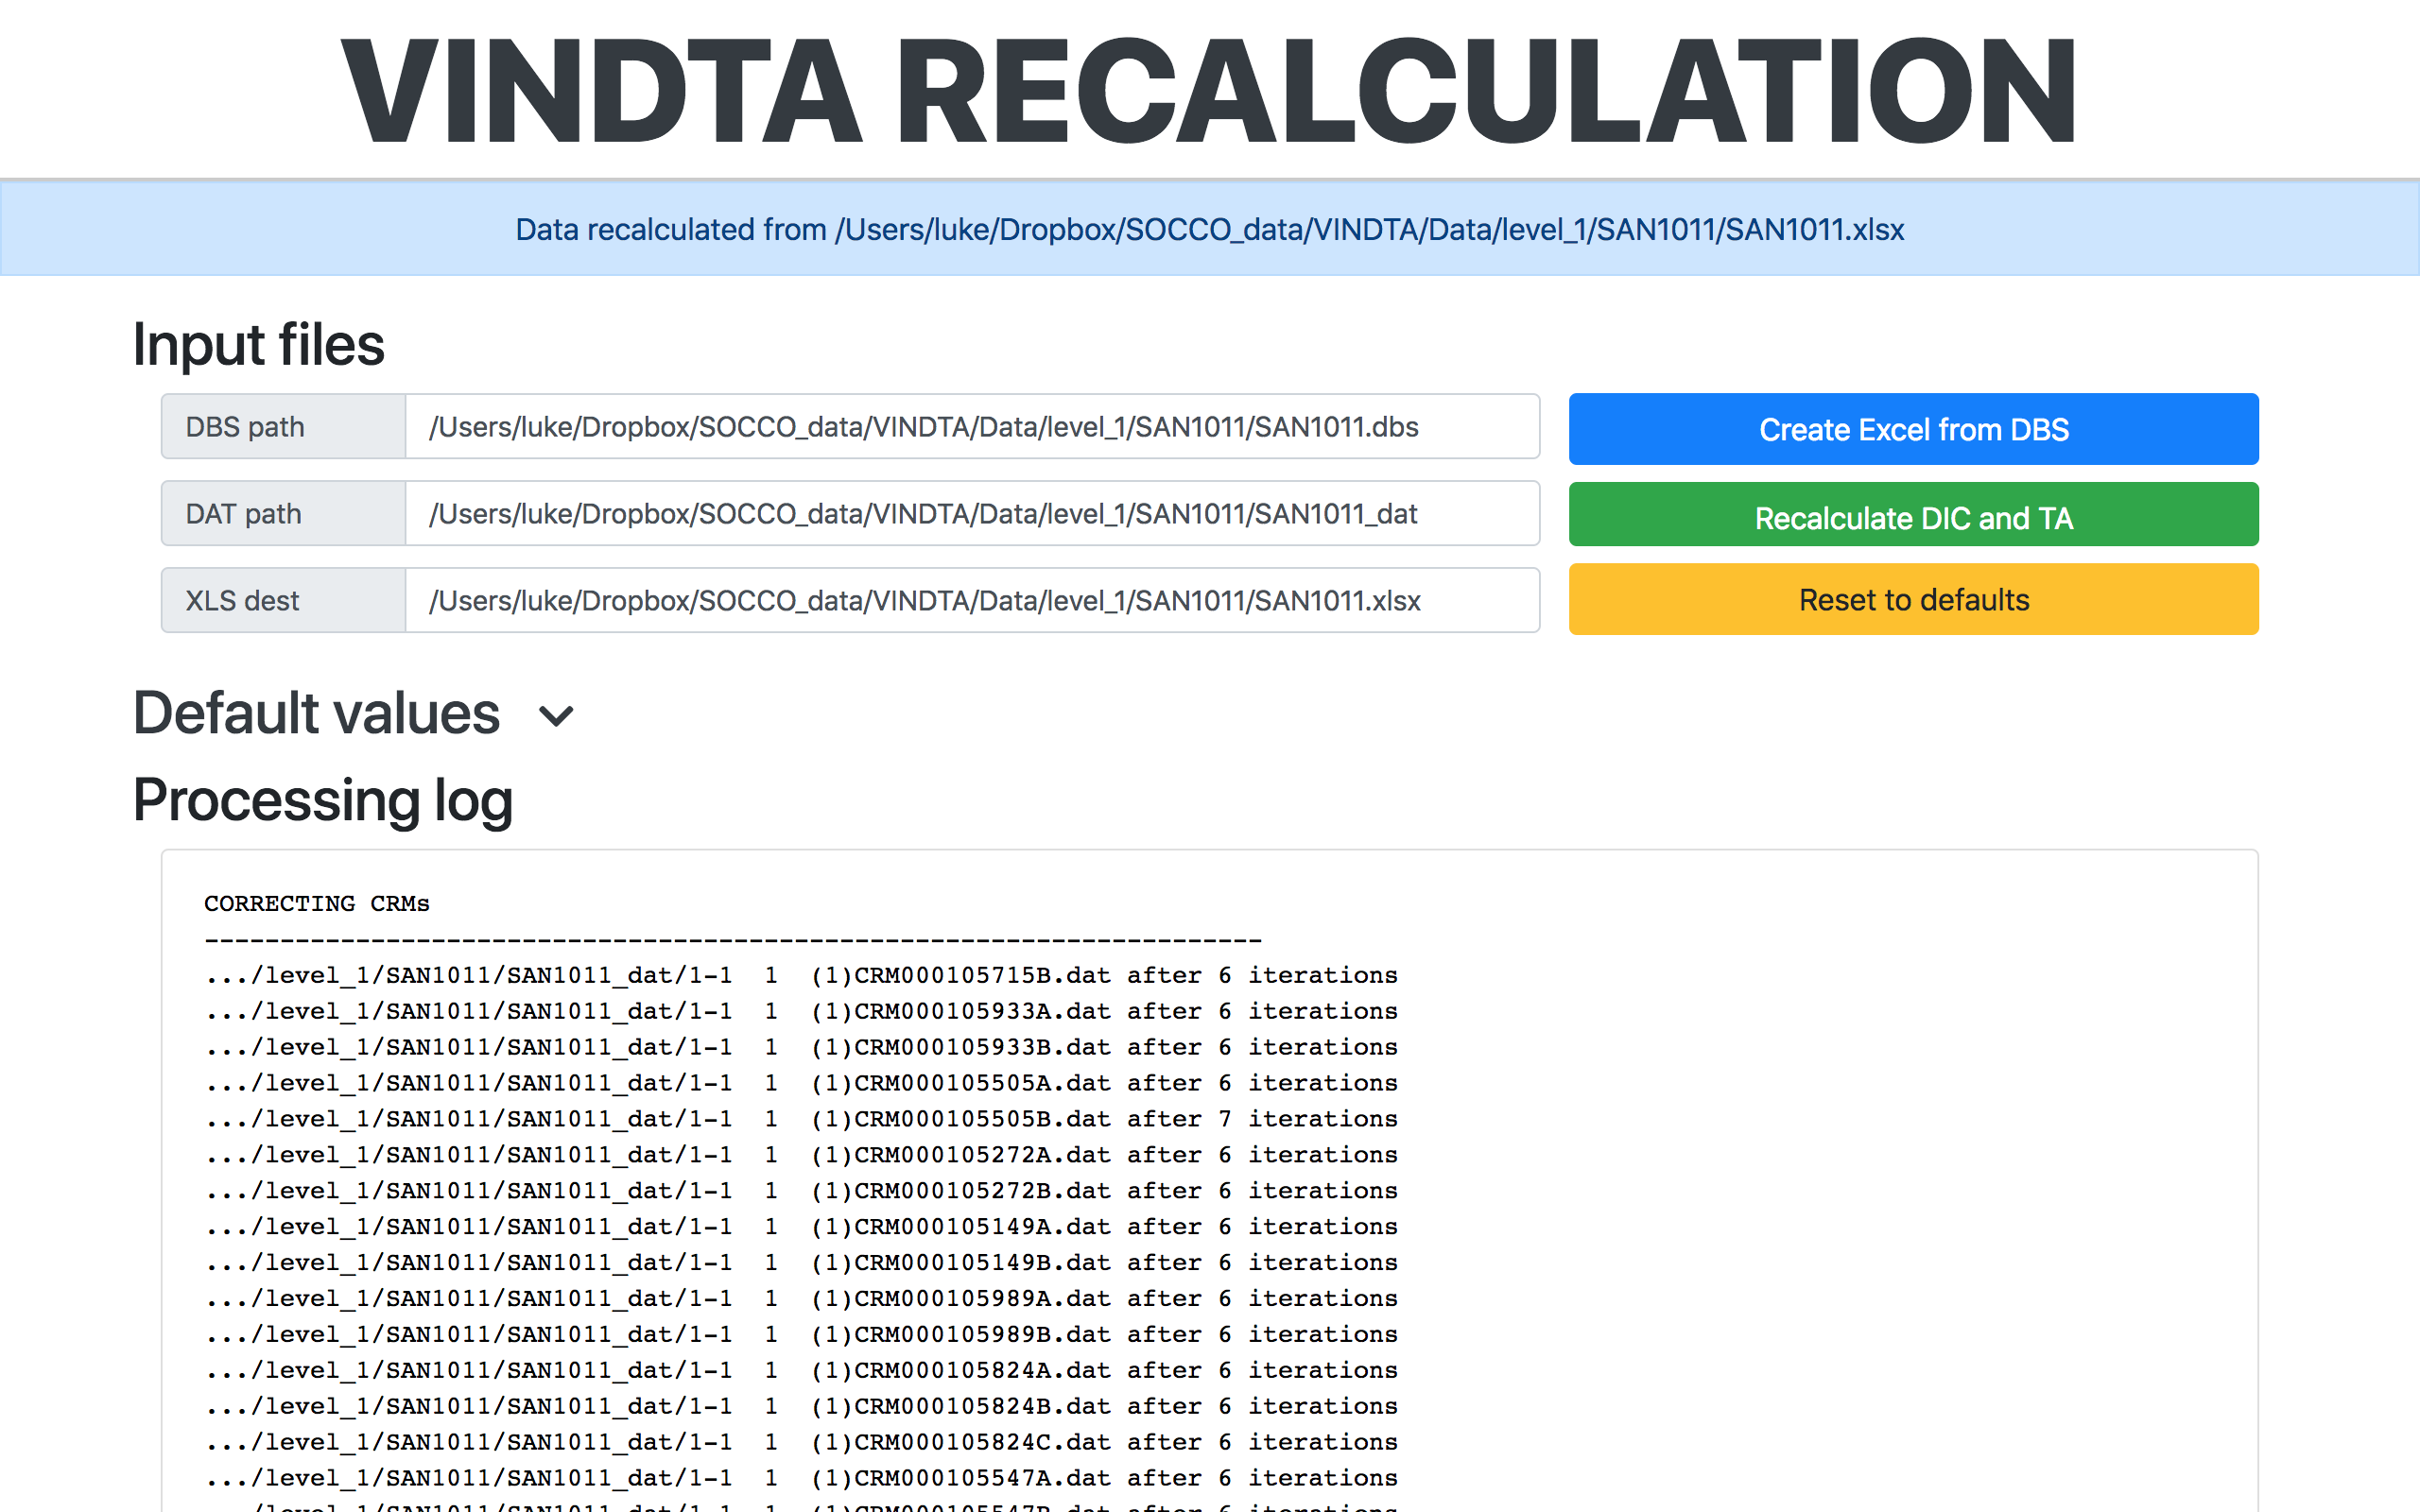 VINDTA RECALCULATION
Data recalculated from /Users/luke/Dropbox/SOCCO_data/VINDTA/Data/level_1/SAN1011/SAN1011.xlsx
Input files
DBS path /Users/luke/Dropbox/SOCCO_data/VINDTA/Data/level_1/SAN1011/SAN1011.dbs Create Excel from DBS
DAT path /Users/luke/Dropbox/SOCCO_data/VINDTA/Data/level_1/SAN1011/SAN1011_dat Recalculate DIC and TA
XLS dest /Users/luke/Dropbox/SOCCO_data/VINDTA/Data/level_1/SAN1011/SAN1011.xlsx Reset to defaults
Default values
Processing log
CORRECTING CRMs
----------------------------------------------------------------------
.../level_1/SAN1011/SAN1011_dat/1-1  1  (1)CRM000105715B.dat after 6 iterations
.../level_1/SAN1011/SAN1011_dat/1-1  1  (1)CRM000105933A.dat after 6 iterations
.../level_1/SAN1011/SAN1011_dat/1-1  1  (1)CRM000105933B.dat after 6 iterations
.../level_1/SAN1011/SAN1011_dat/1-1  1  (1)CRM000105505A.dat after 6 iterations
.../level_1/SAN1011/SAN1011_dat/1-1  1  (1)CRM000105505B.dat after 7 iterations
.../level_1/SAN1011/SAN1011_dat/1-1  1  (1)CRM000105272A.dat after 6 iterations
.../level_1/SAN1011/SAN1011_dat/1-1  1  (1)CRM000105272B.dat after 6 iterations
.../level_1/SAN1011/SAN1011_dat/1-1  1  (1)CRM000105149A.dat after 6 iterations
.../level_1/SAN1011/SAN1011_dat/1-1  1  (1)CRM000105149B.dat after 6 iterations
.../level_1/SAN1011/SAN1011_dat/1-1  1  (1)CRM000105989A.dat after 6 iterations
.../level_1/SAN1011/SAN1011_dat/1-1  1  (1)CRM000105989B.dat after 6 iterations
.../level_1/SAN1011/SAN1011_dat/1-1  1  (1)CRM000105824A.dat after 6 iterations
.../level_1/SAN1011/SAN1011_dat/1-1  1  (1)CRM000105824B.dat after 6 iterations
.../level_1/SAN1011/SAN1011_dat/1-1  1  (1)CRM000105824C.dat after 6 iterations
.../level_1/SAN1011/SAN1011_dat/1-1  1  (1)CRM000105547A.dat after 6 iterations